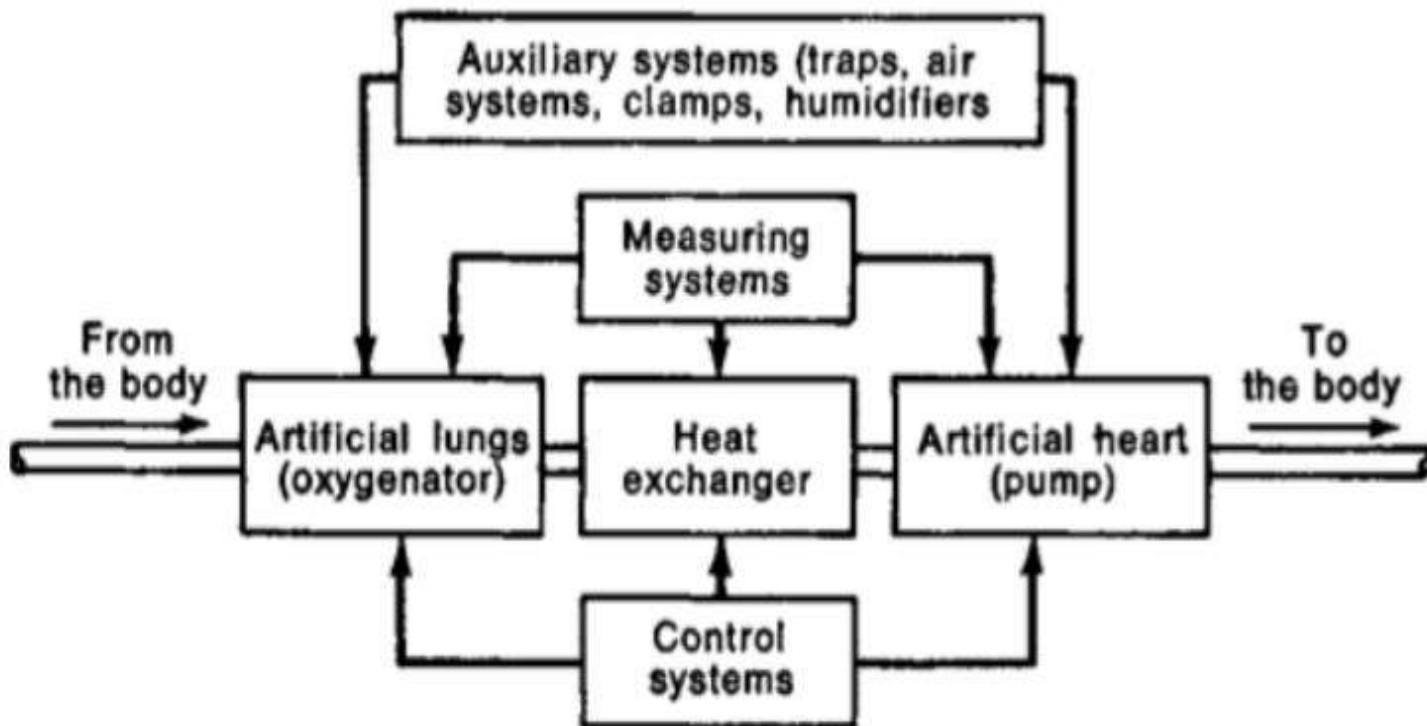 Auxiliary systems (traps, air
systems, clamps, humidifiers
Measuring
systems
From
the body
To
the body
Artificial lungs
(oxygenator)
Heat
exchanger
Artificial heart
(pump)
Control
systems